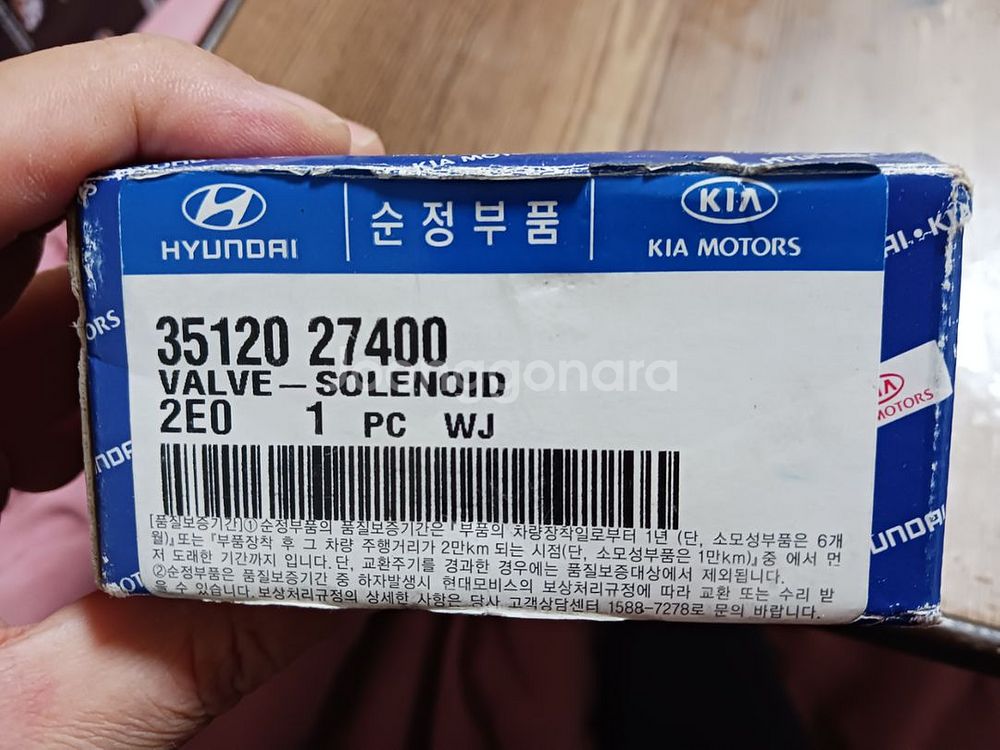 KIA MOTORS
HYUNDAI 순정부품 KIA
HYUNDAI KIA MOTORS
35120 27400
VALVE - SOLENOID
2E0 1 PC WJ
[품질보증기간]①순정부품의 품질보증기간은 『부품의 차량장착일로부터 1년 (단, 소모성부품은 6개
월)』또는 『부품장착 후 그 차량 주행거리가 2만km 되는 시점(단, 소모성부품은 1만km)』중 에서 먼
저 도래한 기간까지 입니다.단, 교환주기를 경과한 경우에는 품질보증대상에서 제외됩니다.
②순정부품은 품질보증기간 중 하자발생시 현대모비스의 보상처리규정에 따라 교환 또는 수리 받
을 수 있습니다. 보상처리규정의 상세한 사항은 당사 고객상담센터 1588-7278로 문의 바랍니다.
ORS
HYUNDAI
MOTORS
UNDAI